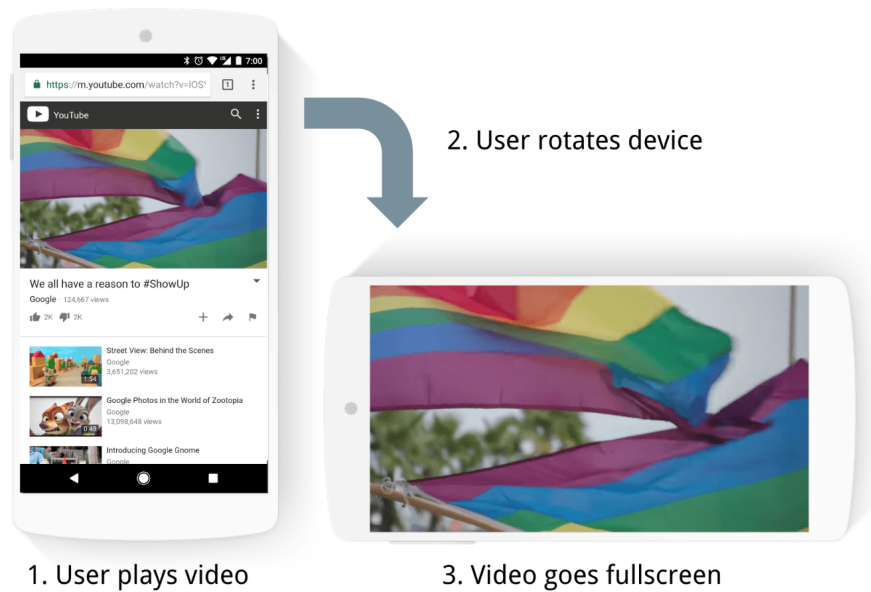 7:00
https://m.youtube.com/watch?v=IOSY
1
YouTube
2. User rotates device
We all have a reason to #ShowUp
Google · 124,667 views
2K 2K
Street View: Behind the Scenes
Google
3,651,202 views
1:54
Google Photos in the World of Zootopia
Google
13,098,648 views
0:48
Introducing Google Gnome
Google
1. User plays video
3. Video goes fullscreen